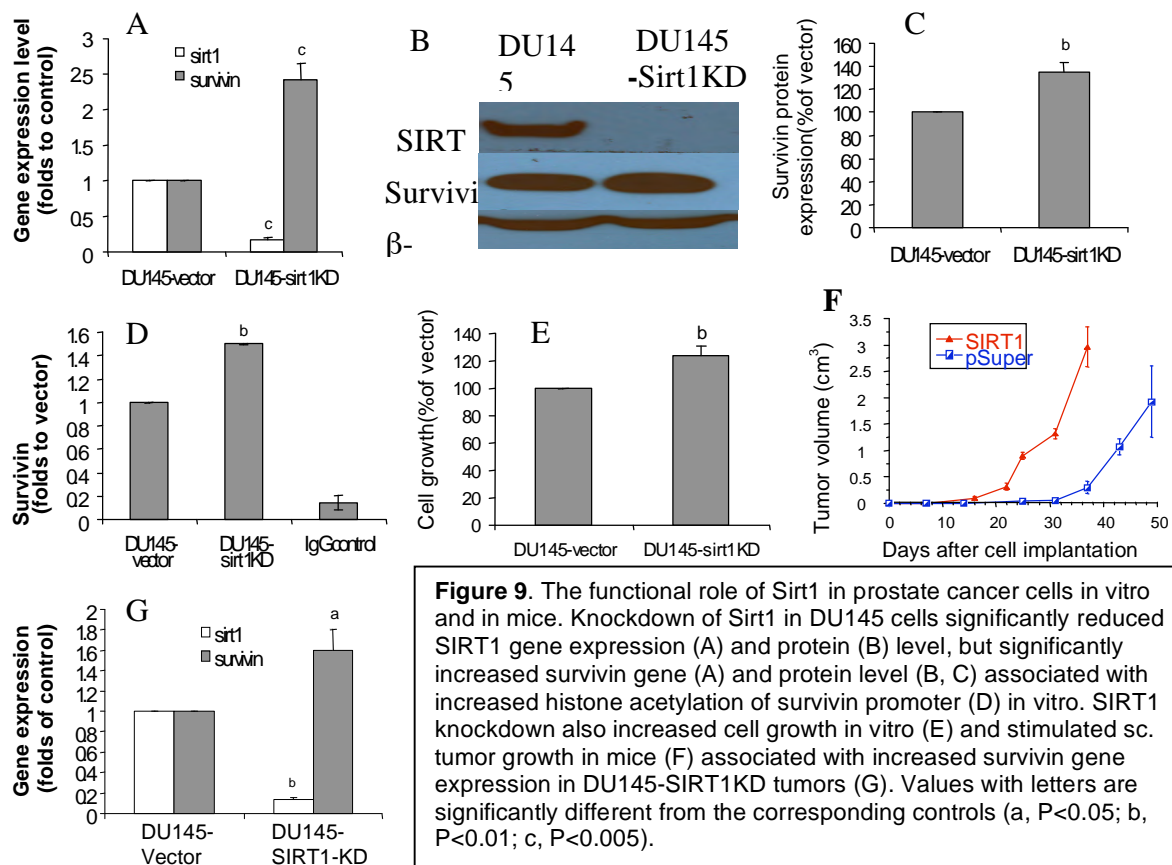 A
Gene expression level
(folds to control)
3
2.5
2
1.5
1
0.5
0
sirt1
survivin
c
c
DU145-vector
DU145-sirt1KD
B
DU14
5
DU145
-Sirt1KD
SIRT
Survivi
β-
C
Survivin protein
expression(%of vector)
160
140
120
100
80
60
40
20
0
b
DU145-vector
DU145-sirt1KD
D
Survivin
(folds to vector)
1.6
1.4
1.2
1
0.8
0.6
0.4
0.2
0
b
DU145-
vector
DU145-
sirt1KD
IgGcontrol
E
Cell growth(%of vector)
140
120
100
80
60
40
20
0
b
DU145-vector
DU145-sirt1KD
F
Tumor volume (cm3)
3.5
3
2.5
2
1.5
1
0.5
0
SIRT1
pSuper
0
10
20
30
40
50
Days after cell implantation
G
Gene expression
(folds of control)
2
1.8
1.6
1.4
1.2
1
0.8
0.6
0.4
0.2
0
sirt1
survivin
a
b
DU145-
Vector
DU145-
SIRT1-KD
Figure 9. The functional role of Sirt1 in prostate cancer cells in vitro
and in mice. Knockdown of Sirt1 in DU145 cells significantly reduced
SIRT1 gene expression (A) and protein (B) level, but significantly
increased survivin gene (A) and protein level (B, C) associated with
increased histone acetylation of survivin promoter (D) in vitro. SIRT1
knockdown also increased cell growth in vitro (E) and stimulated sc.
tumor growth in mice (F) associated with increased survivin gene
expression in DU145-SIRT1KD tumors (G). Values with letters are
significantly different from the corresponding controls (a, P<0.05; b,
P<0.01; c, P<0.005).